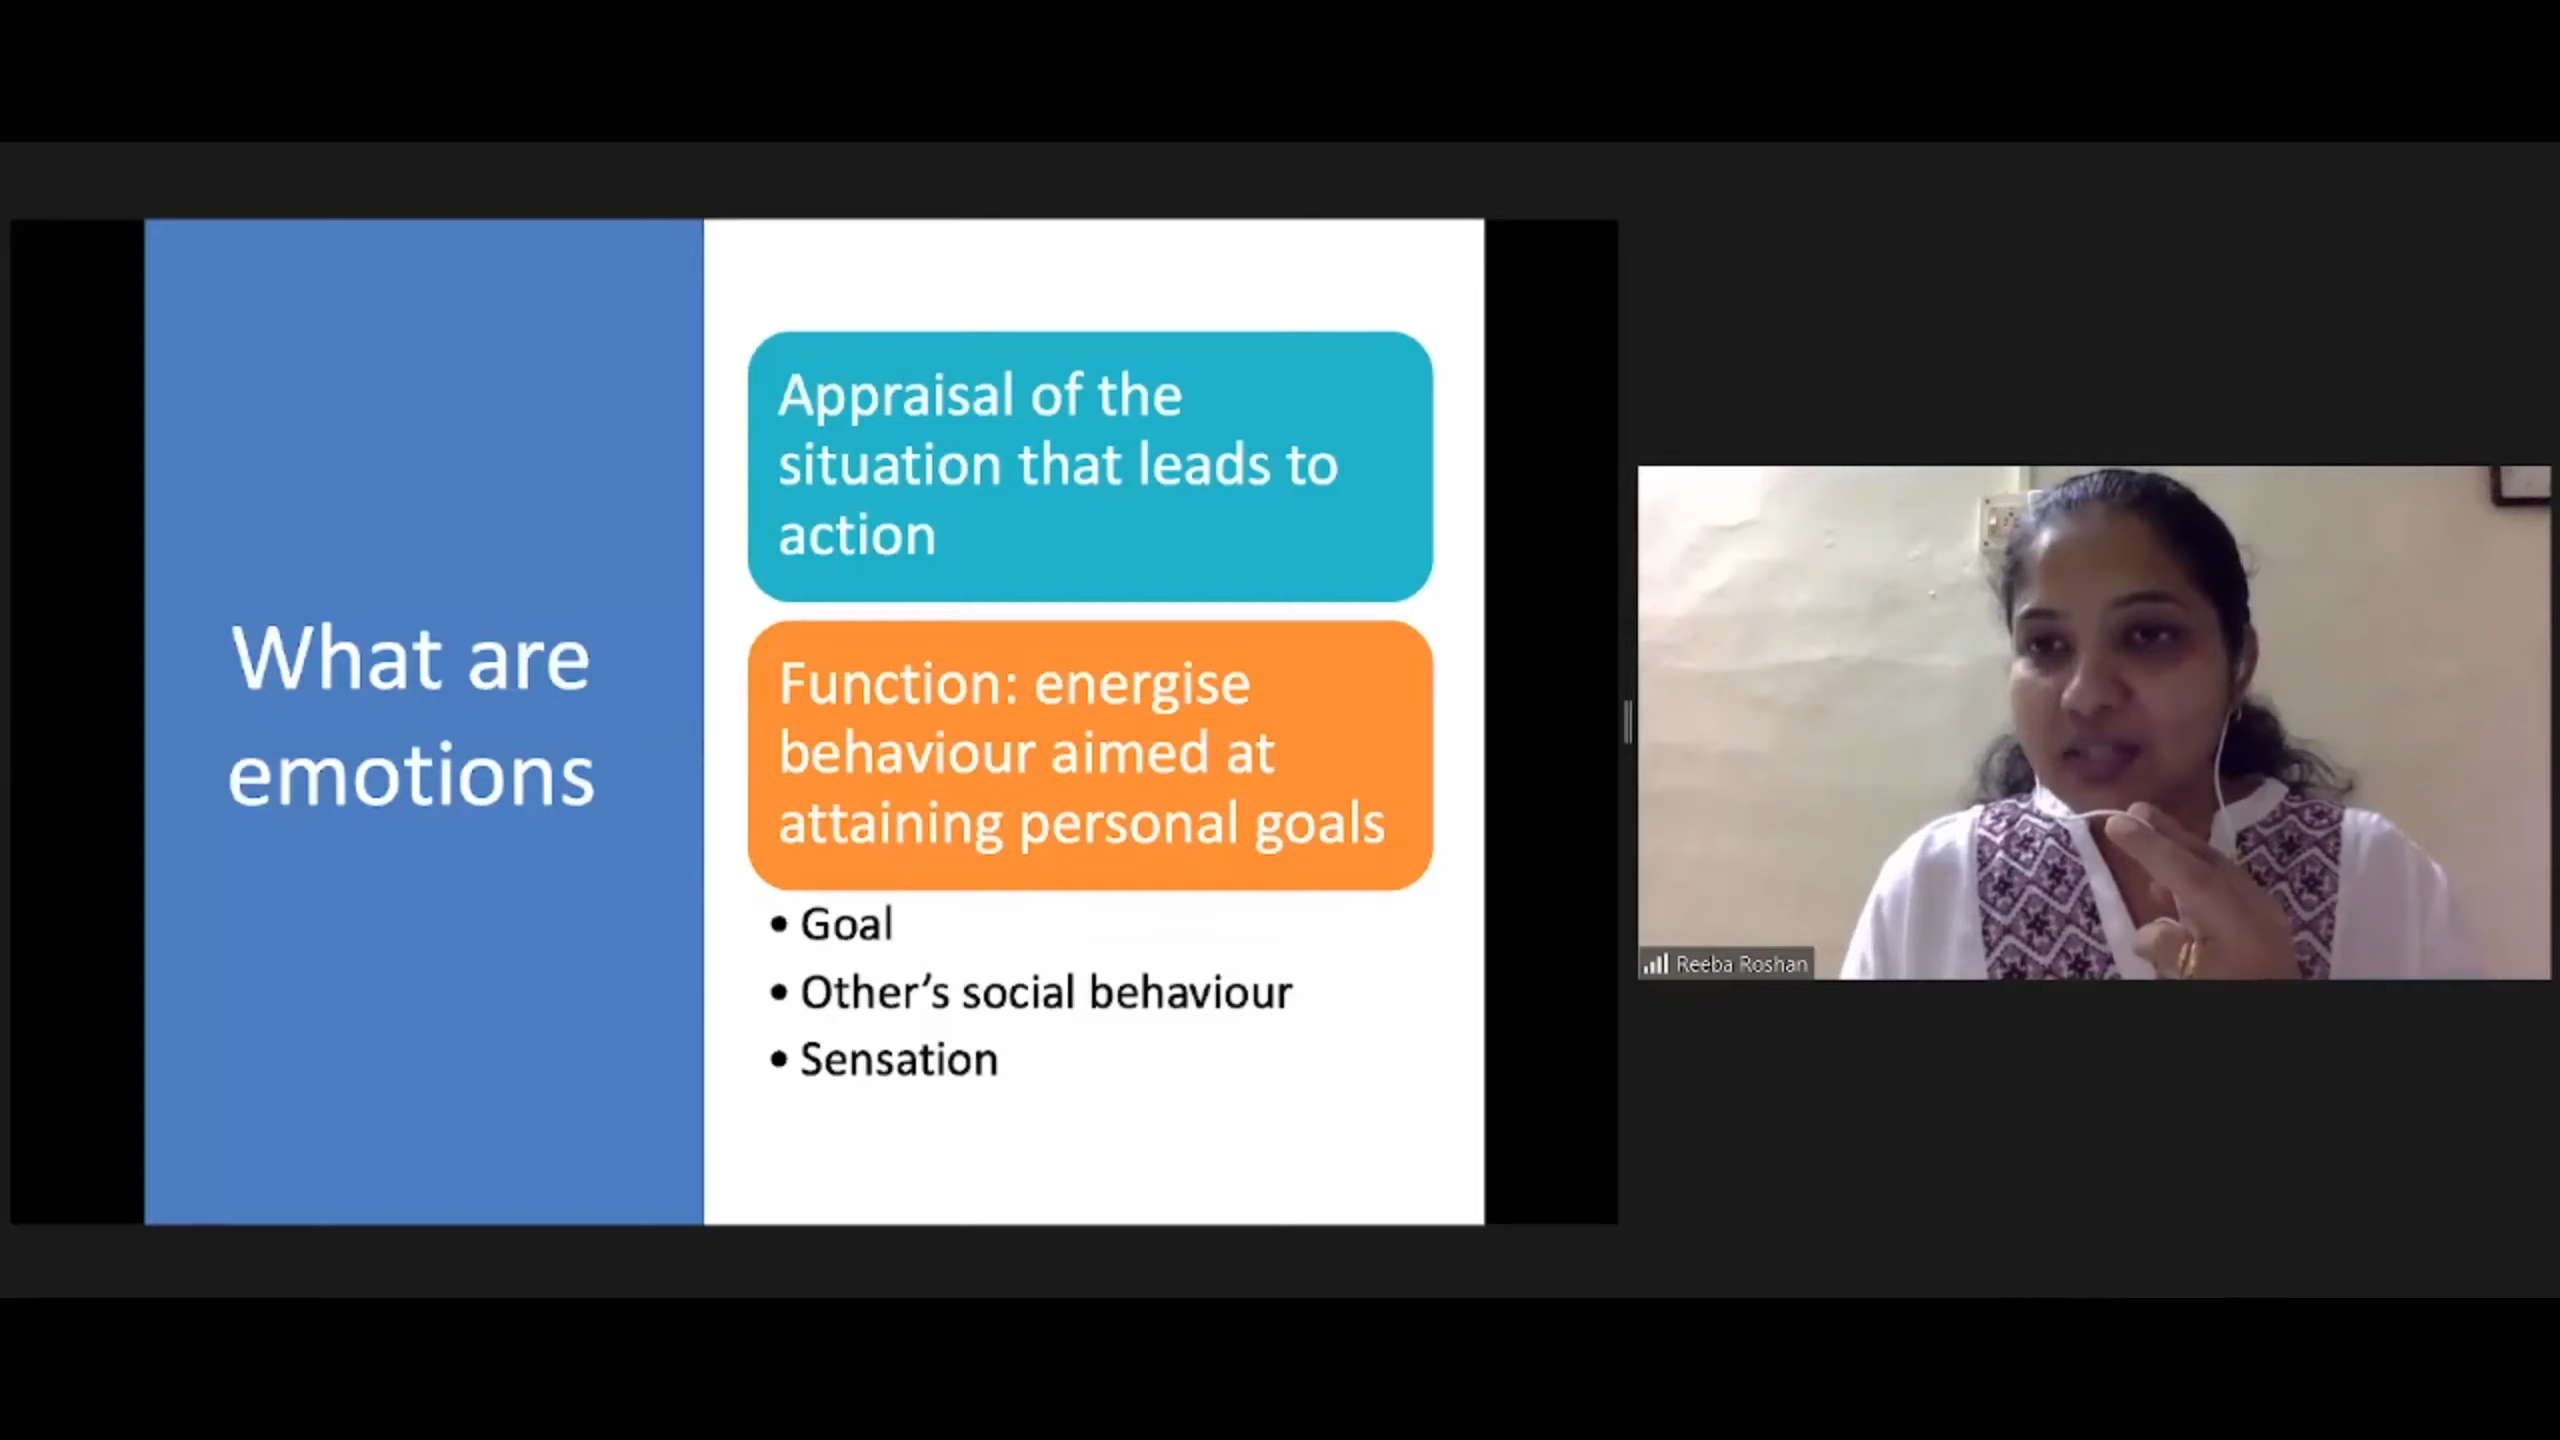 What are
emotions
Appraisal of the
situation that leads to
action
Function: energise
behaviour aimed at
attaining personal goals
• Goal
• Other’s social behaviour
• Sensation
Reeba Roshan